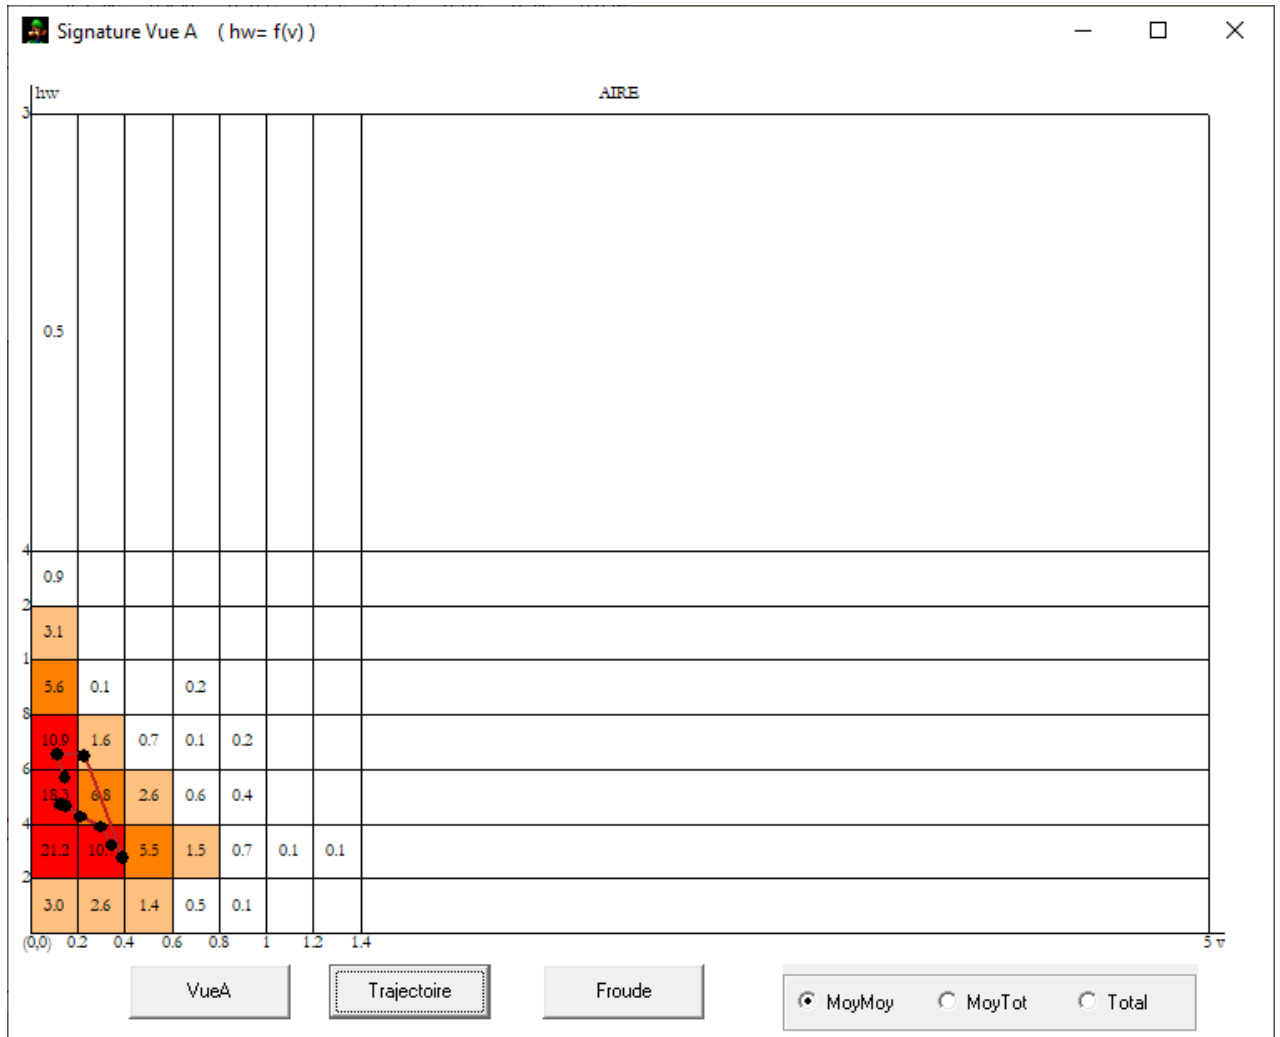 Signature Vue A ( hw= f(v) )
hw AIRE
3
0.5
4
0.9
2
3.1
1
5.6 0.1 0.2
8
10.9 1.6 0.7 0.1 0.2
6
18.3 6.8 2.6 0.6 0.4
4
21.2 10. 5.5 1.5 0.7 0.1 0.1
2
3.0 2.6 1.4 0.5 0.1
(0,0) 0.2 0.4 0.6 0.8 1 1.2 1.4 5 v
VueA Trajectoire Froude MoyMoy MoyTot Total